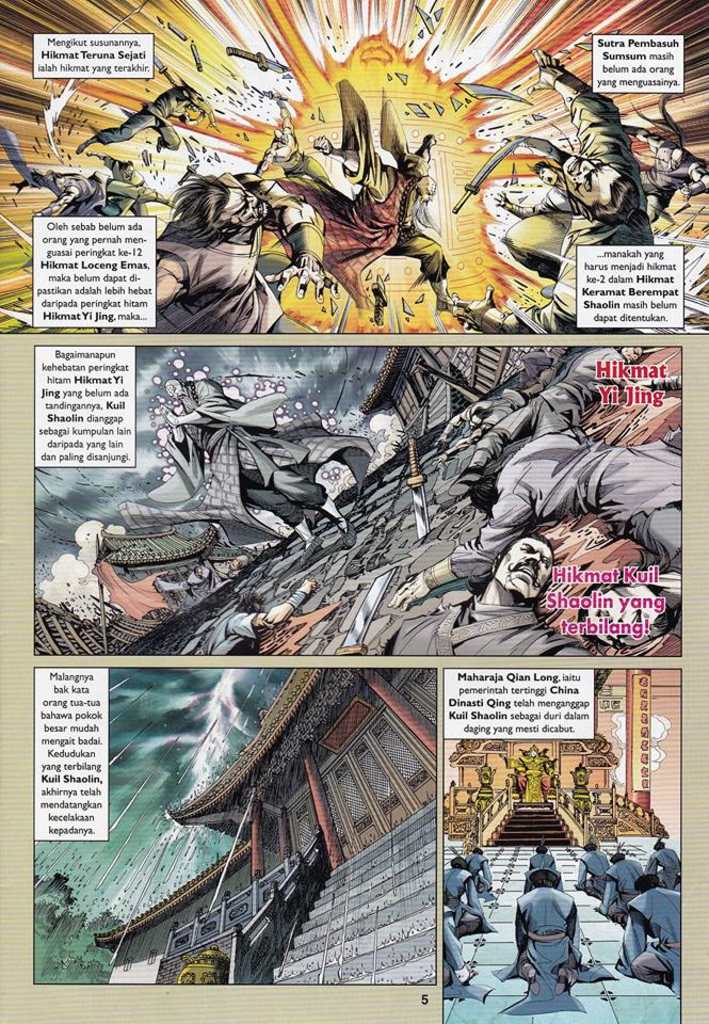 Mengikut susunannya,
Hikmat Teruna Sejati
ialah hikmat yang terakhir.
Sutra Pembasuh
Sumsum masih
belum ada orang
yang menguasainya.
Oleh sebab belum ada
orang yang pernah men-
guasai peringkat ke-12
Hikmat Loceng Emas,
maka belum dapat di-
pastikan adalah lebih hebat
daripada peringkat hitam
Hikmat Yi Jing, maka...
...manakah yang
harus menjadi hikmat
ke-2 dalam Hikmat
Keramat Berempat
Shaolin masih belum
dapat ditentukan.
Bagaimanapun
kehebatan peringkat
hitam Hikmat Yi
Jing yang belum ada
tandingannya, Kuil
Shaolin dianggap
sebagai kumpulan lain
daripada yang lain
dan paling disanjungi.
Hikmat
Yi Jing
Hikmat Kuil
Shaolin yang
terbilang!
Malangnya
bak kata
orang tua-tua
bahawa pokok
besar mudah
mengait badai.
Kedudukan
yang terbilang
Kuil Shaolin,
akhirnya telah
mendatangkan
kecelakaan
kepadanya.
Maharaja Qian Long, iaitu
pemerintah tertinggi China
Dinasti Qing telah menganggap
Kuil Shaolin sebagai duri dalam
daging yang mesti dicabut.
5